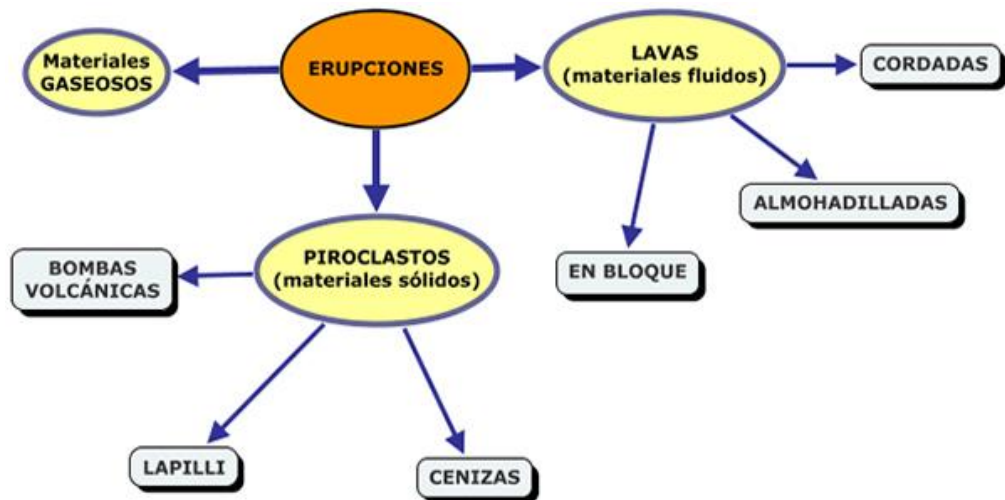 Materiales
GASEOSOS
ERUPCIONES
LAVAS
(materiales fluidos)
CORDADAS
ALMOHADILLADAS
EN BLOQUE
PIROCLASTOS
(materiales sólidos)
BOMBAS
VOLCÁNICAS
LAPILLI
CENIZAS